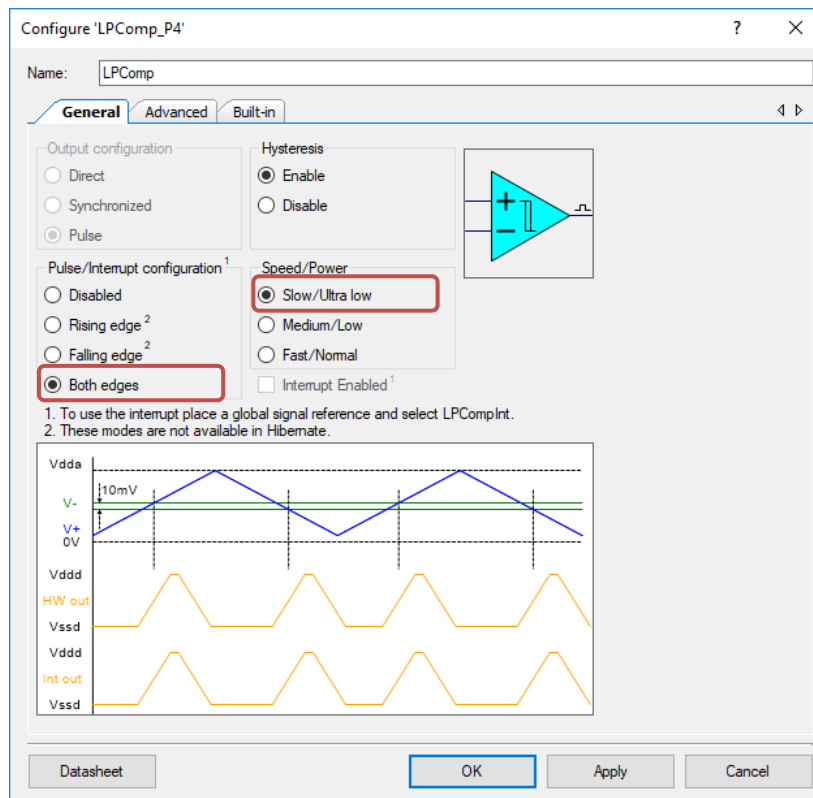 Configure 'LPComp_P4'
?
Name:
LPComp
General
Advanced
Built-in
Output configuration
Direct
Synchronized
Pulse
Hysteresis
Enable
Disable
Pulse/Interrupt configuration 1
Disabled
Rising edge 2
Falling edge 2
Both edges
Speed/Power
Slow/Ultra low
Medium/Low
Fast/Normal
Interrupt Enabled 1
1. To use the interrupt place a global signal reference and select LPCompInt.
2. These modes are not available in Hibernate.
Vdda
10mV
V-
V+
0V
Vddd
HW out
Vssd
Vddd
Int out
Vssd
Datasheet
OK
Apply
Cancel